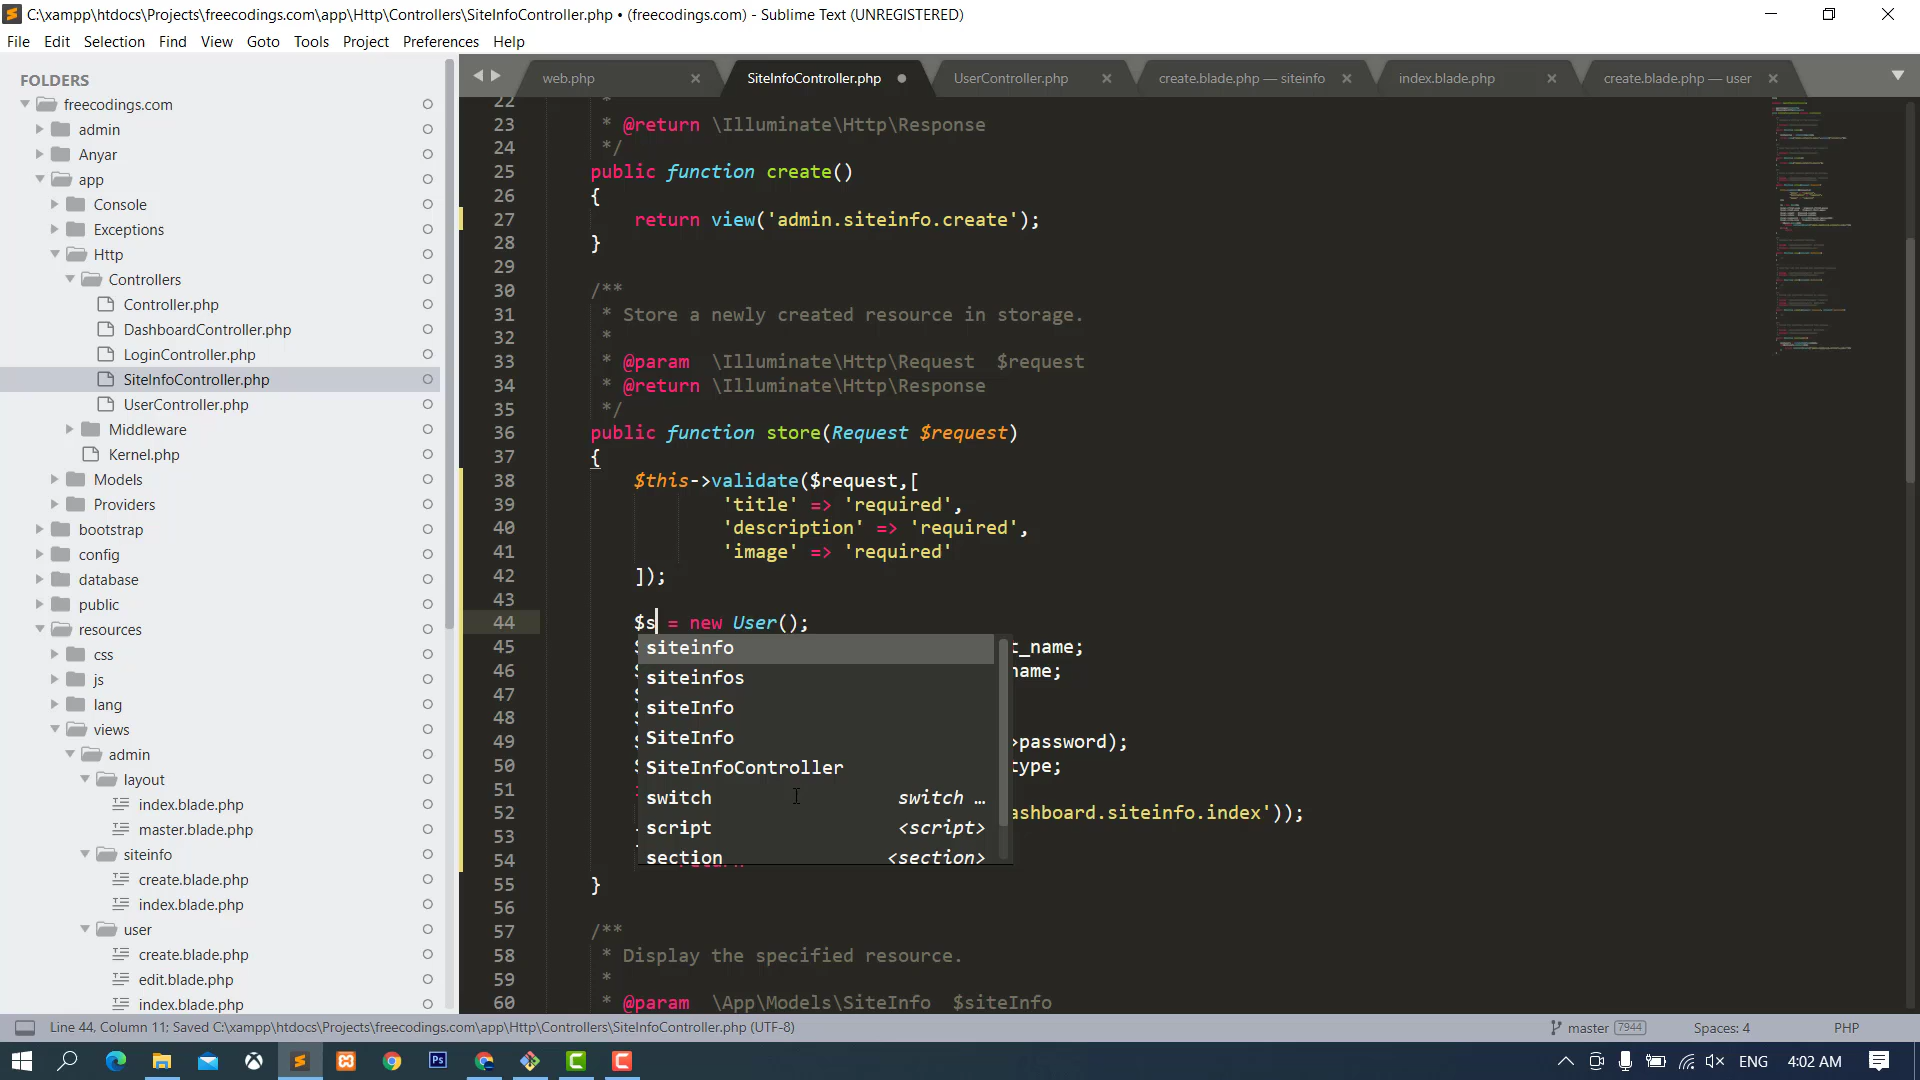 C:\xampp\htdocs\Projects\freecodings.com\app\Http\Controllers\SiteInfoController.php • (freecodings.com) - Sublime Text (UNREGISTERED)
File Edit Selection Find View Goto Tools Project Preferences Help
FOLDERS
freecodings.com
admin
Anyar
app
Console
Exceptions
Http
Controllers
Controller.php
DashboardController.php
LoginController.php
SiteInfoController.php
UserController.php
Middleware
Kernel.php
Models
Providers
bootstrap
config
database
public
resources
css
js
lang
views
admin
layout
index.blade.php
master.blade.php
siteinfo
create.blade.php
index.blade.php
user
create.blade.php
edit.blade.php
index.blade.php
web.php SiteInfoController.php UserController.php create.blade.php — siteinfo index.blade.php create.blade.php — user
22 *
23 * @return \Illuminate\Http\Response
24 */
25 public function create()
26 {
27 return view('admin.siteinfo.create');
28 }
29
30 /**
31 * Store a newly created resource in storage.
32 *
33 * @param \Illuminate\Http\Request $request
34 * @return \Illuminate\Http\Response
35 */
36 public function store(Request $request)
37 {
38 $this->validate($request,[
39 'title' => 'required',
40 'description' => 'required',
41 'image' => 'required'
42 ]);
43
44 $s = new User();
45 t_name;
46 name;
47
48
49 >password);
50 type;
51
52 ashboard.siteinfo.index'));
53
54
55 }
56
57 /**
58 * Display the specified resource.
59 *
60 * @param \App\Models\SiteInfo $siteInfo
siteinfo
siteinfos
siteInfo
SiteInfo
SiteInfoController
switch switch …
script <script>
section <section>
Line 44, Column 11; Saved C:\xampp\htdocs\Projects\freecodings.com\app\Http\Controllers\SiteInfoController.php (UTF-8) master 7944 Spaces: 4 PHP
Ps ENG 4:02 AM